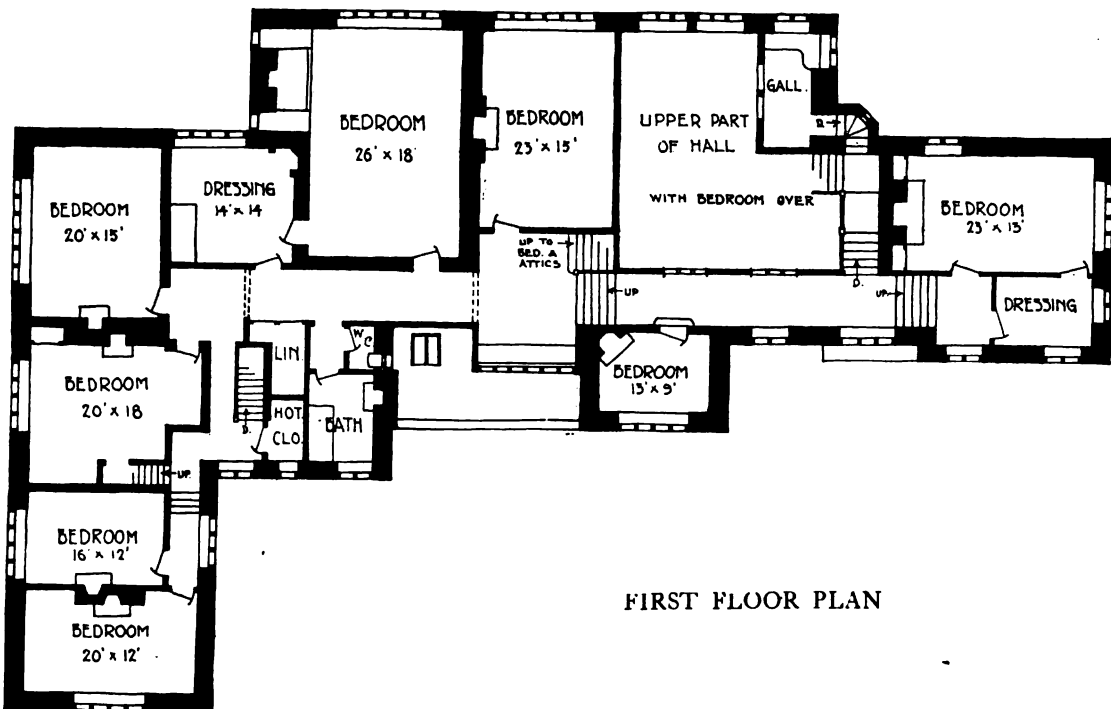 BEDROOM
26' x 18'
BEDROOM
23' x 15'
UPPER PART
OF HALL
WITH BEDROOM OVER
GALL.
D.
BEDROOM
20' x 15'
DRESSING
14' x 14
UP TO
BED. &
ATTICS
UP
D.
UP
BEDROOM
23' x 13'
DRESSING
BEDROOM
20' x 18
LIN.
W.C
BATH
HOT.
CLO.
D.
UP.
BEDROOM
13' x 9'
BEDROOM
16' x 12'
BEDROOM
20' x 12'
FIRST FLOOR PLAN